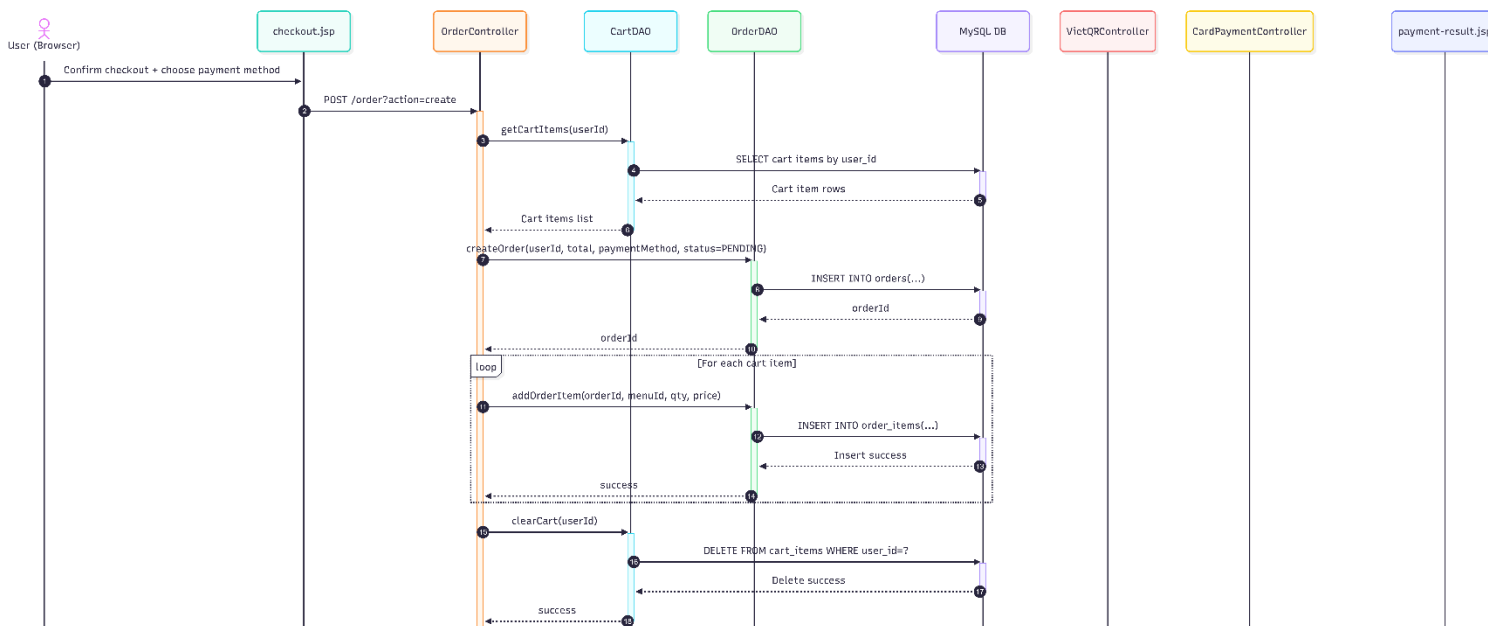 User (Browser)
checkout.jsp
OrderController
CartDAO
OrderDAO
MySQL DB
VietQRController
CardPaymentController
payment-result.jsp
1
Confirm checkout + choose payment method
2
POST /order?action=create
3
getCartItems(userId)
4
SELECT cart items by user_id
Cart item rows
5
Cart items list
6
createOrder(userId, total, paymentMethod, status=PENDING)
7
INSERT INTO orders(...)
8
orderId
9
orderId
10
loop
[For each cart item]
addOrderItem(orderId, menuId, qty, price)
11
INSERT INTO order_items(...)
12
Insert success
13
success
14
clearCart(userId)
15
DELETE FROM cart_items WHERE user_id=?
16
Delete success
17
success
18